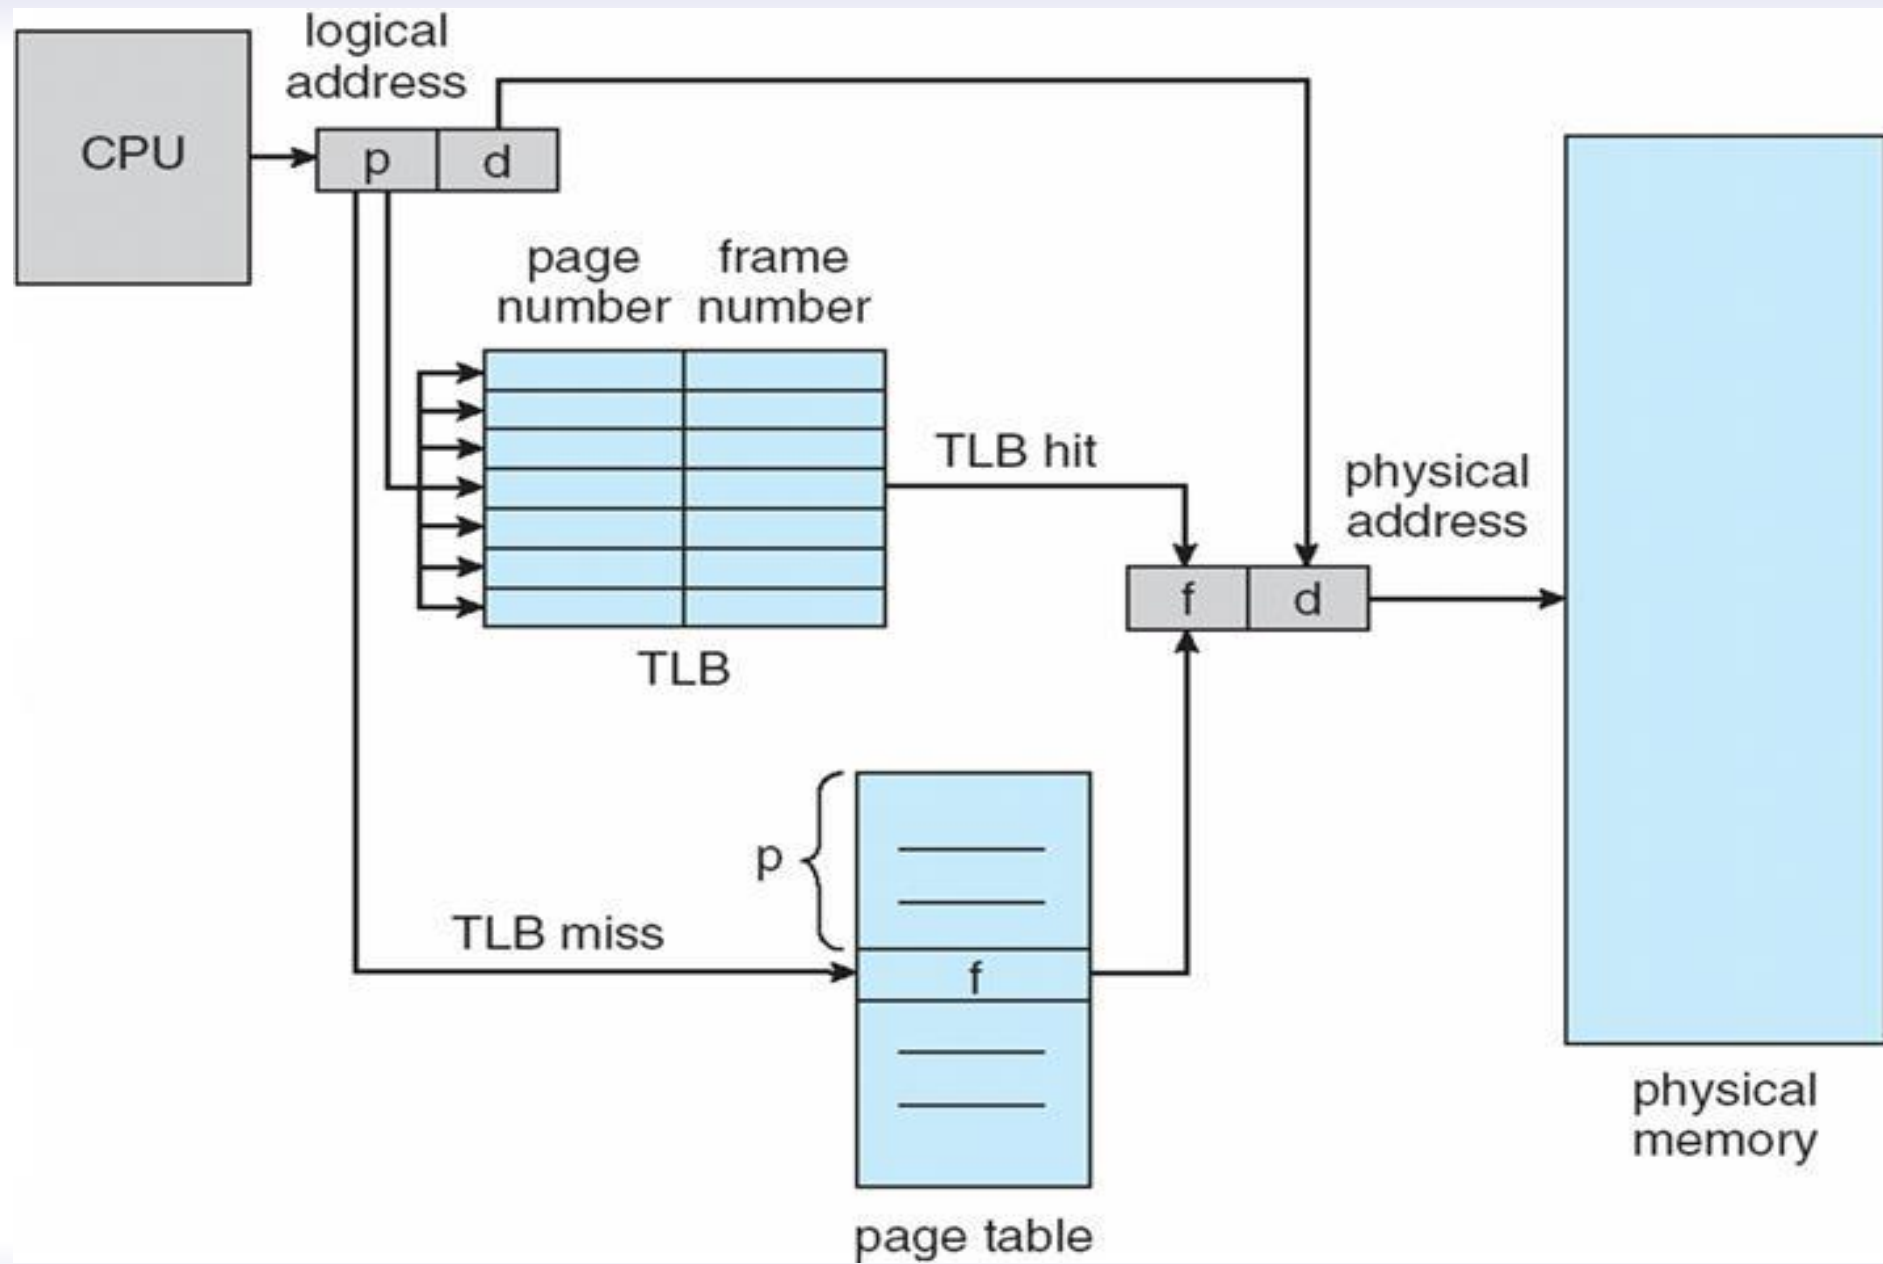 logical
address
CPU
p
d
page
number
frame
number
TLB hit
physical
address
f
d
TLB
p
TLB miss
f
physical
memory
page table